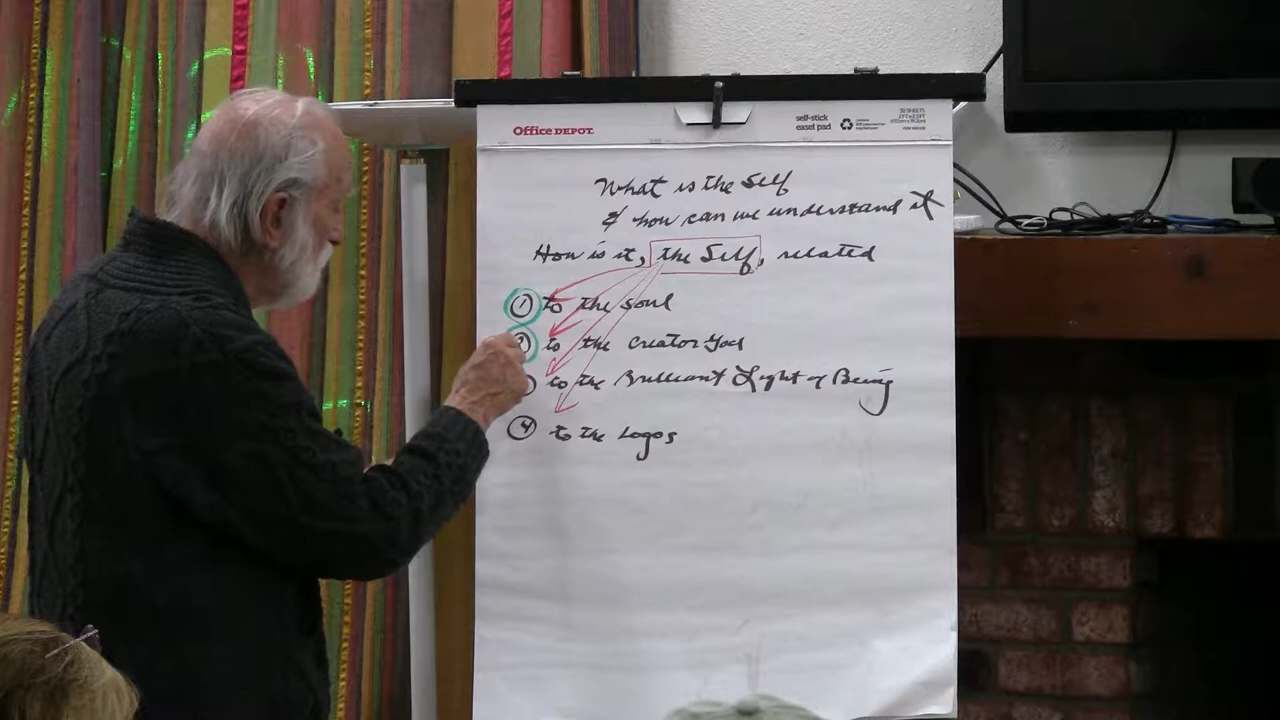 Office DEPOT
self-stick
easel pad
What is the Self
& how can we understand it
How is it, the Self, related
① to the soul
② to the Creator God
to the Brilliant Light of Being
④ to the Logos